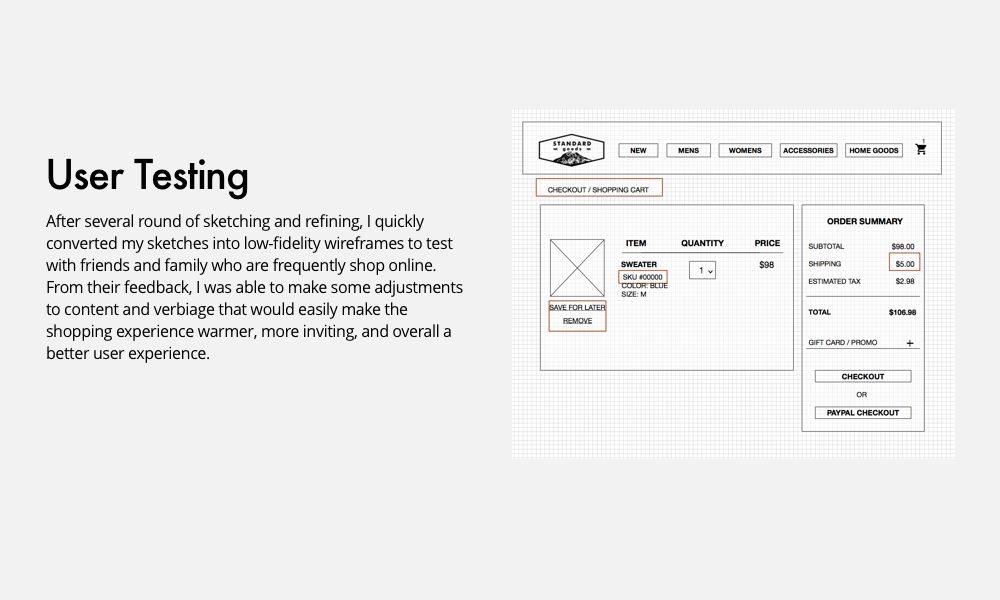 User Testing
After several round of sketching and refining, I quickly
converted my sketches into low-fidelity wireframes to test
with friends and family who are frequently shop online.
From their feedback, I was able to make some adjustments
to content and verbiage that would easily make the
shopping experience warmer, more inviting, and overall a
better user experience.
STANDARD
goods
NEW
MENS
WOMENS
ACCESSORIES
HOME GOODS
1
CHECKOUT / SHOPPING CART
ITEM QUANTITY PRICE
SWEATER 1 $98
SKU #00000
COLOR: BLUE
SIZE: M
SAVE FOR LATER
REMOVE
ORDER SUMMARY
SUBTOTAL $98.00
SHIPPING $5.00
ESTIMATED TAX $2.98
TOTAL $106.98
GIFT CARD / PROMO +
CHECKOUT
OR
PAYPAL CHECKOUT